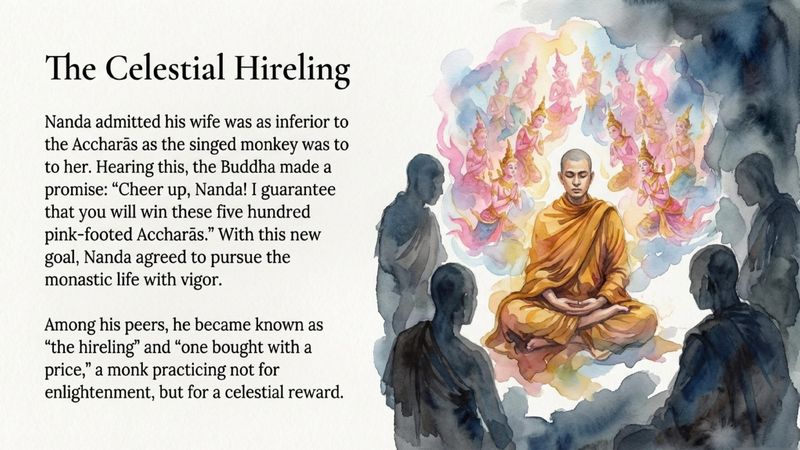 The Celestial Hireling
Nanda admitted his wife was as inferior to
the Accharās as the singed monkey was to
to her. Hearing this, the Buddha made a
promise: “Cheer up, Nanda! I guarantee
that you will win these five hundred
pink-footed Accharās.” With this new
goal, Nanda agreed to pursue the
monastic life with vigor.
Among his peers, he became known as
“the hireling” and “one bought with a
price,” a monk practicing not for
enlightenment, but for a celestial reward.